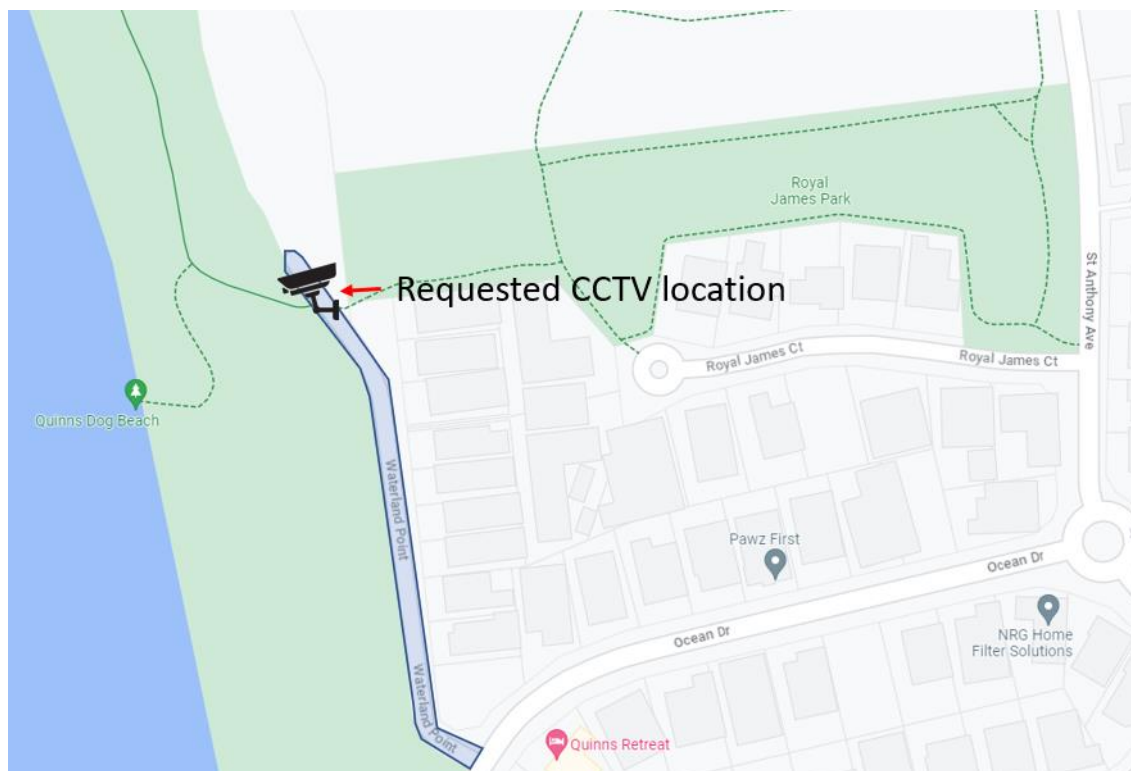 Royal
James Park
St Anthony Ave
Requested CCTV location
Royal James Ct
Royal James Ct
Quinns Dog Beach
Waterland Point
Pawz First
Ocean Dr
Ocean Dr
NRG Home
Filter Solutions
Waterland Point
Quinns Retreat